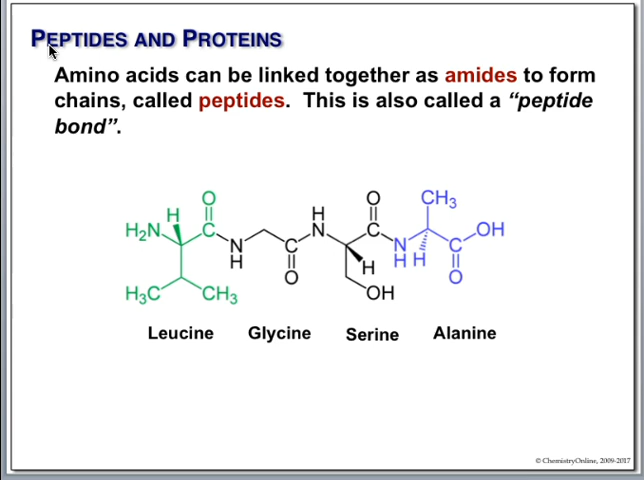 PEPTIDES AND PROTEINS
Amino acids can be linked together as amides to form
chains, called peptides. This is also called a “peptide
bond”.
O H O CH₃
H H₂N N OH
N H O H N H H O
H₃C CH₃ OH
Leucine Glycine Serine Alanine
© ChemistryOnline, 2009-2017